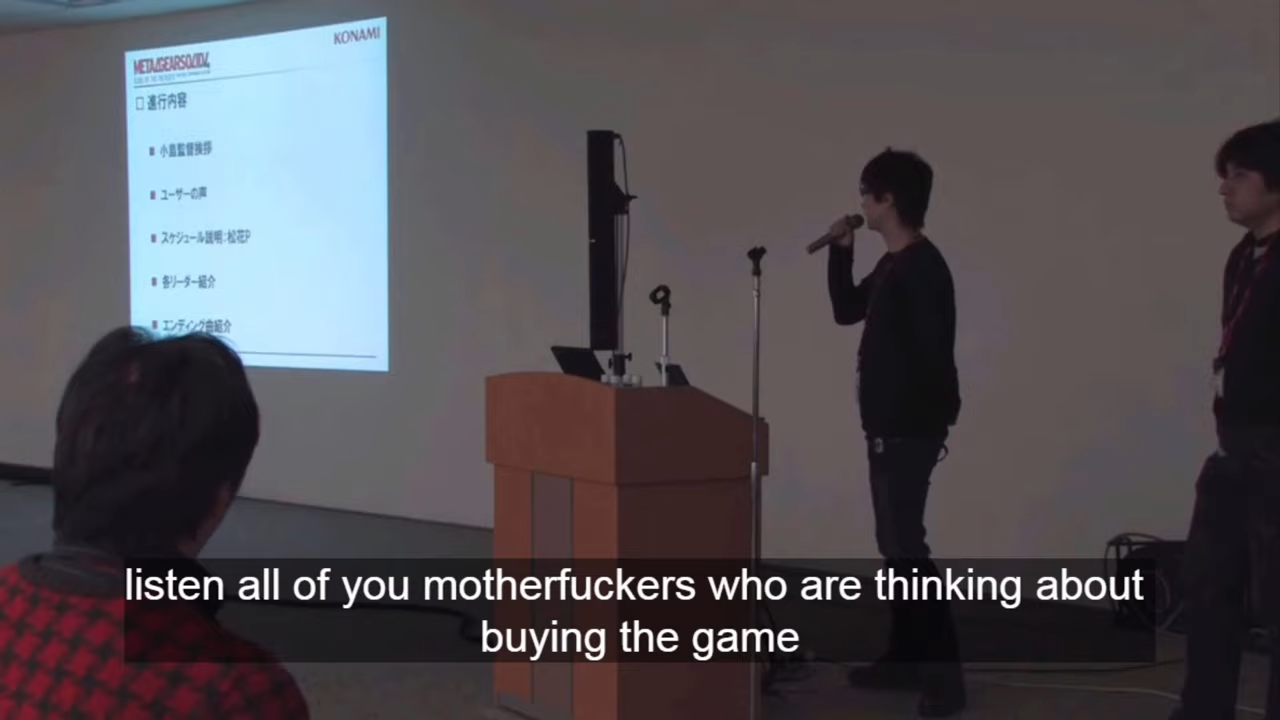 KONAMI
METAL GEAR SOLID 4
□ 進行内容
■ 小島監督挨拶
■ ユーザーの声
■ スケジュール説明:松花P
■ 各リーダー紹介
■ エンディング曲紹介
listen all of you motherfuckers who are thinking about
buying the game